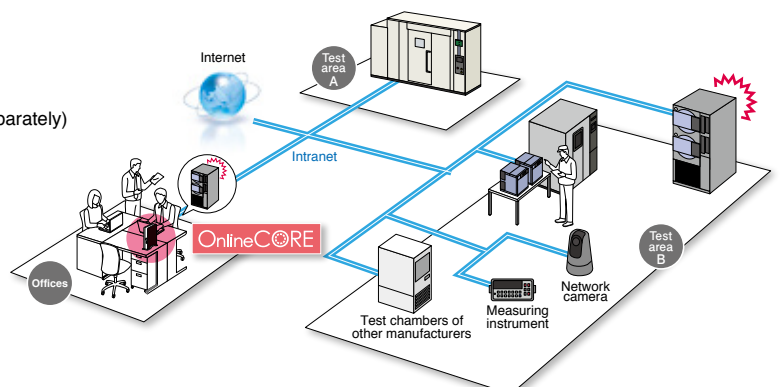 Internet
Test
area
A
parately)
Intranet
OnlineCORE
Offices
Test
area
B
Network
camera
Measuring
instrument
Test chambers of
other manufacturers